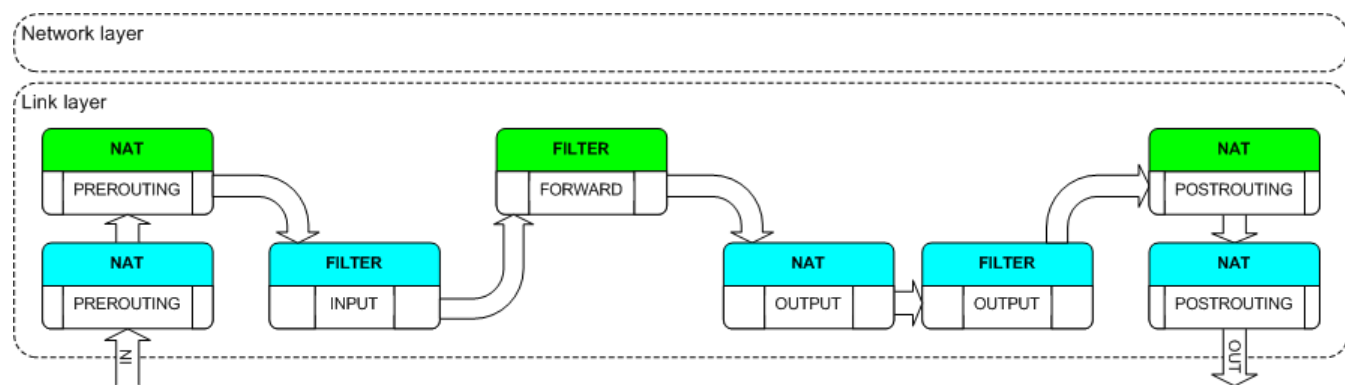 Network layer
Link layer
NAT
PREROUTING
FILTER
FORWARD
NAT
POSTROUTING
NAT
PREROUTING
FILTER
INPUT
NAT
OUTPUT
FILTER
OUTPUT
NAT
POSTROUTING
IN
OUT